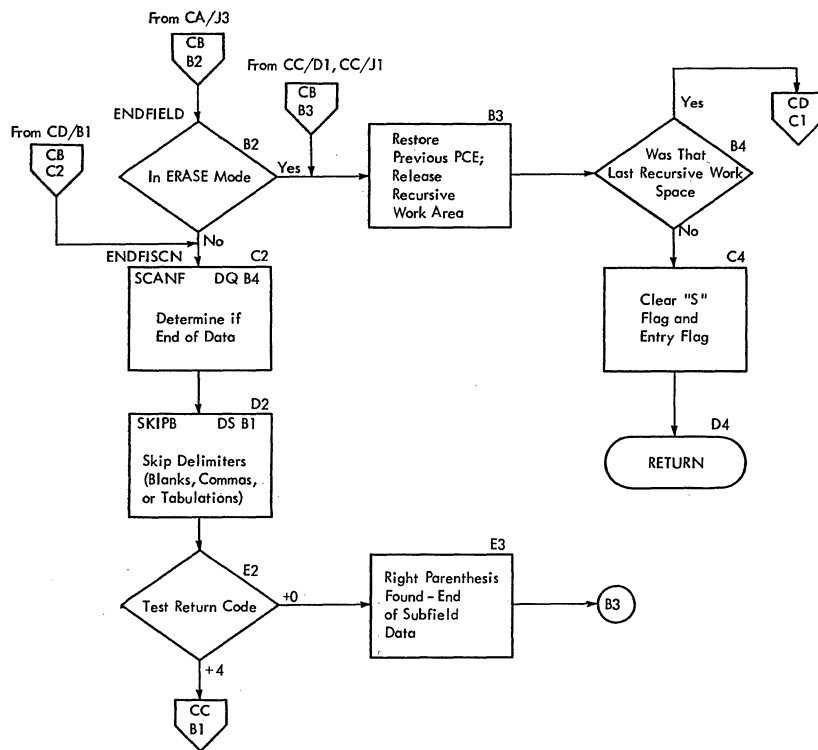 From CA/J3
CB
B2
From CC/D1, CC/J1
CB
B3
ENDFIELD
From CD/B1
CB
C2
B2
In ERASE Mode
Yes
No
B3
Restore
Previous PCE;
Release
Recursive
Work Area
Yes
CD
C1
B4
Was That
Last Recursive Work
Space
No
ENDFISCN
C2
SCANF DQ B4
Determine if
End of Data
C4
Clear "S"
Flag and
Entry Flag
D2
SKIPB DS B1
Skip Delimiters
(Blanks, Commas,
or Tabulations)
D4
RETURN
E2
Test Return Code
+0
+4
E3
Right Parenthesis
Found - End
of Subfield
Data
B3
CC
B1